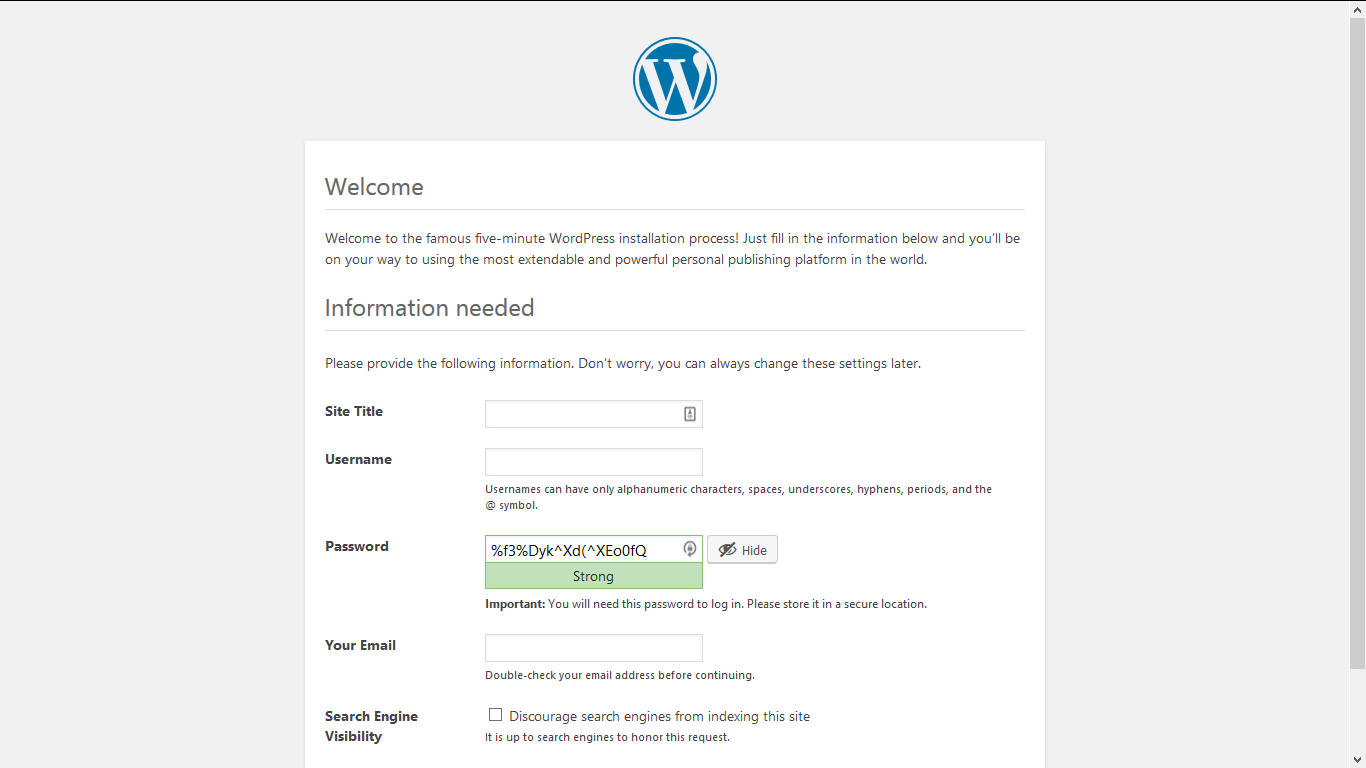 Welcome
Welcome to the famous five-minute WordPress installation process! Just fill in the information below and you’ll be
on your way to using the most extendable and powerful personal publishing platform in the world.
Information needed
Please provide the following information. Don’t worry, you can always change these settings later.
Site Title
Username
Usernames can have only alphanumeric characters, spaces, underscores, hyphens, periods, and the
@ symbol.
Password
%f3%Dyk^Xd(^XEo0fQ
Hide
Strong
Important: You will need this password to log in. Please store it in a secure location.
Your Email
Double-check your email address before continuing.
Search Engine
Visibility
Discourage search engines from indexing this site
It is up to search engines to honor this request.